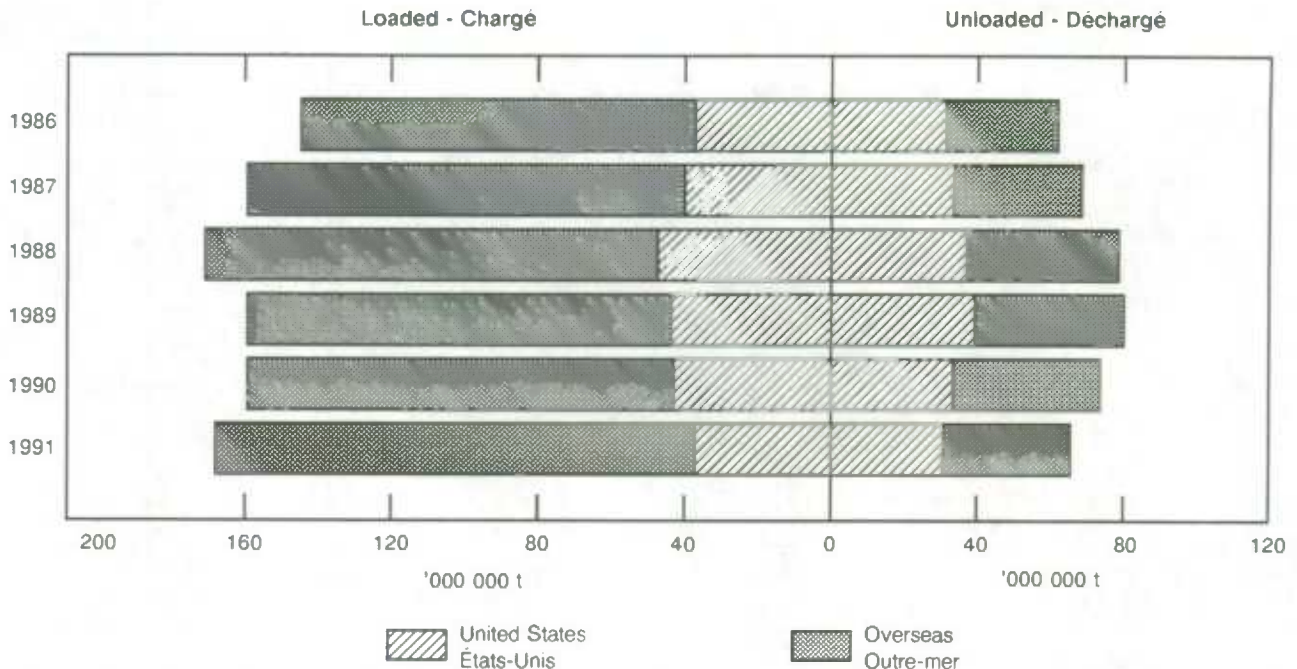 Loaded - Chargé
Unloaded - Déchargé
1986
1987
1988
1989
1990
1991
200 160 120 80 40 0 40 80 120
'000 000 t
'000 000 t
United States
États-Unis
Overseas
Outre-mer